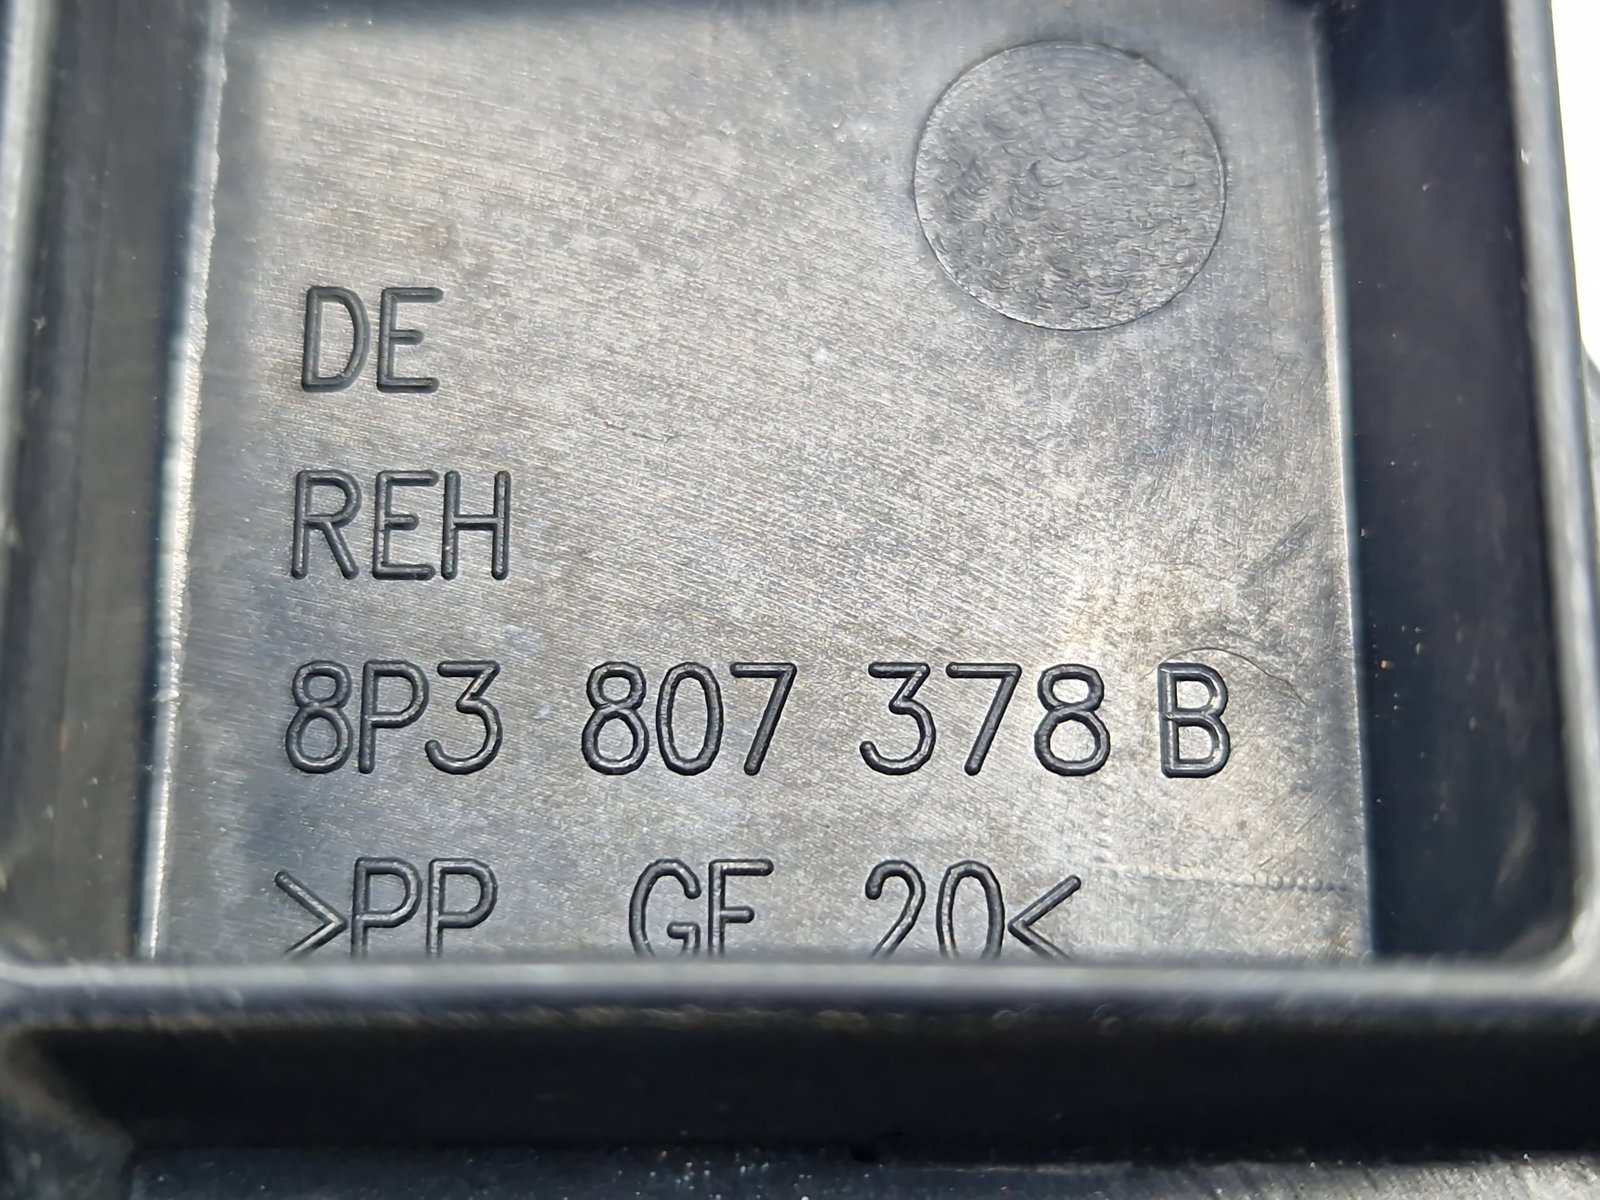 DE
REH
8P3 807 378 B
>PP GF 20<